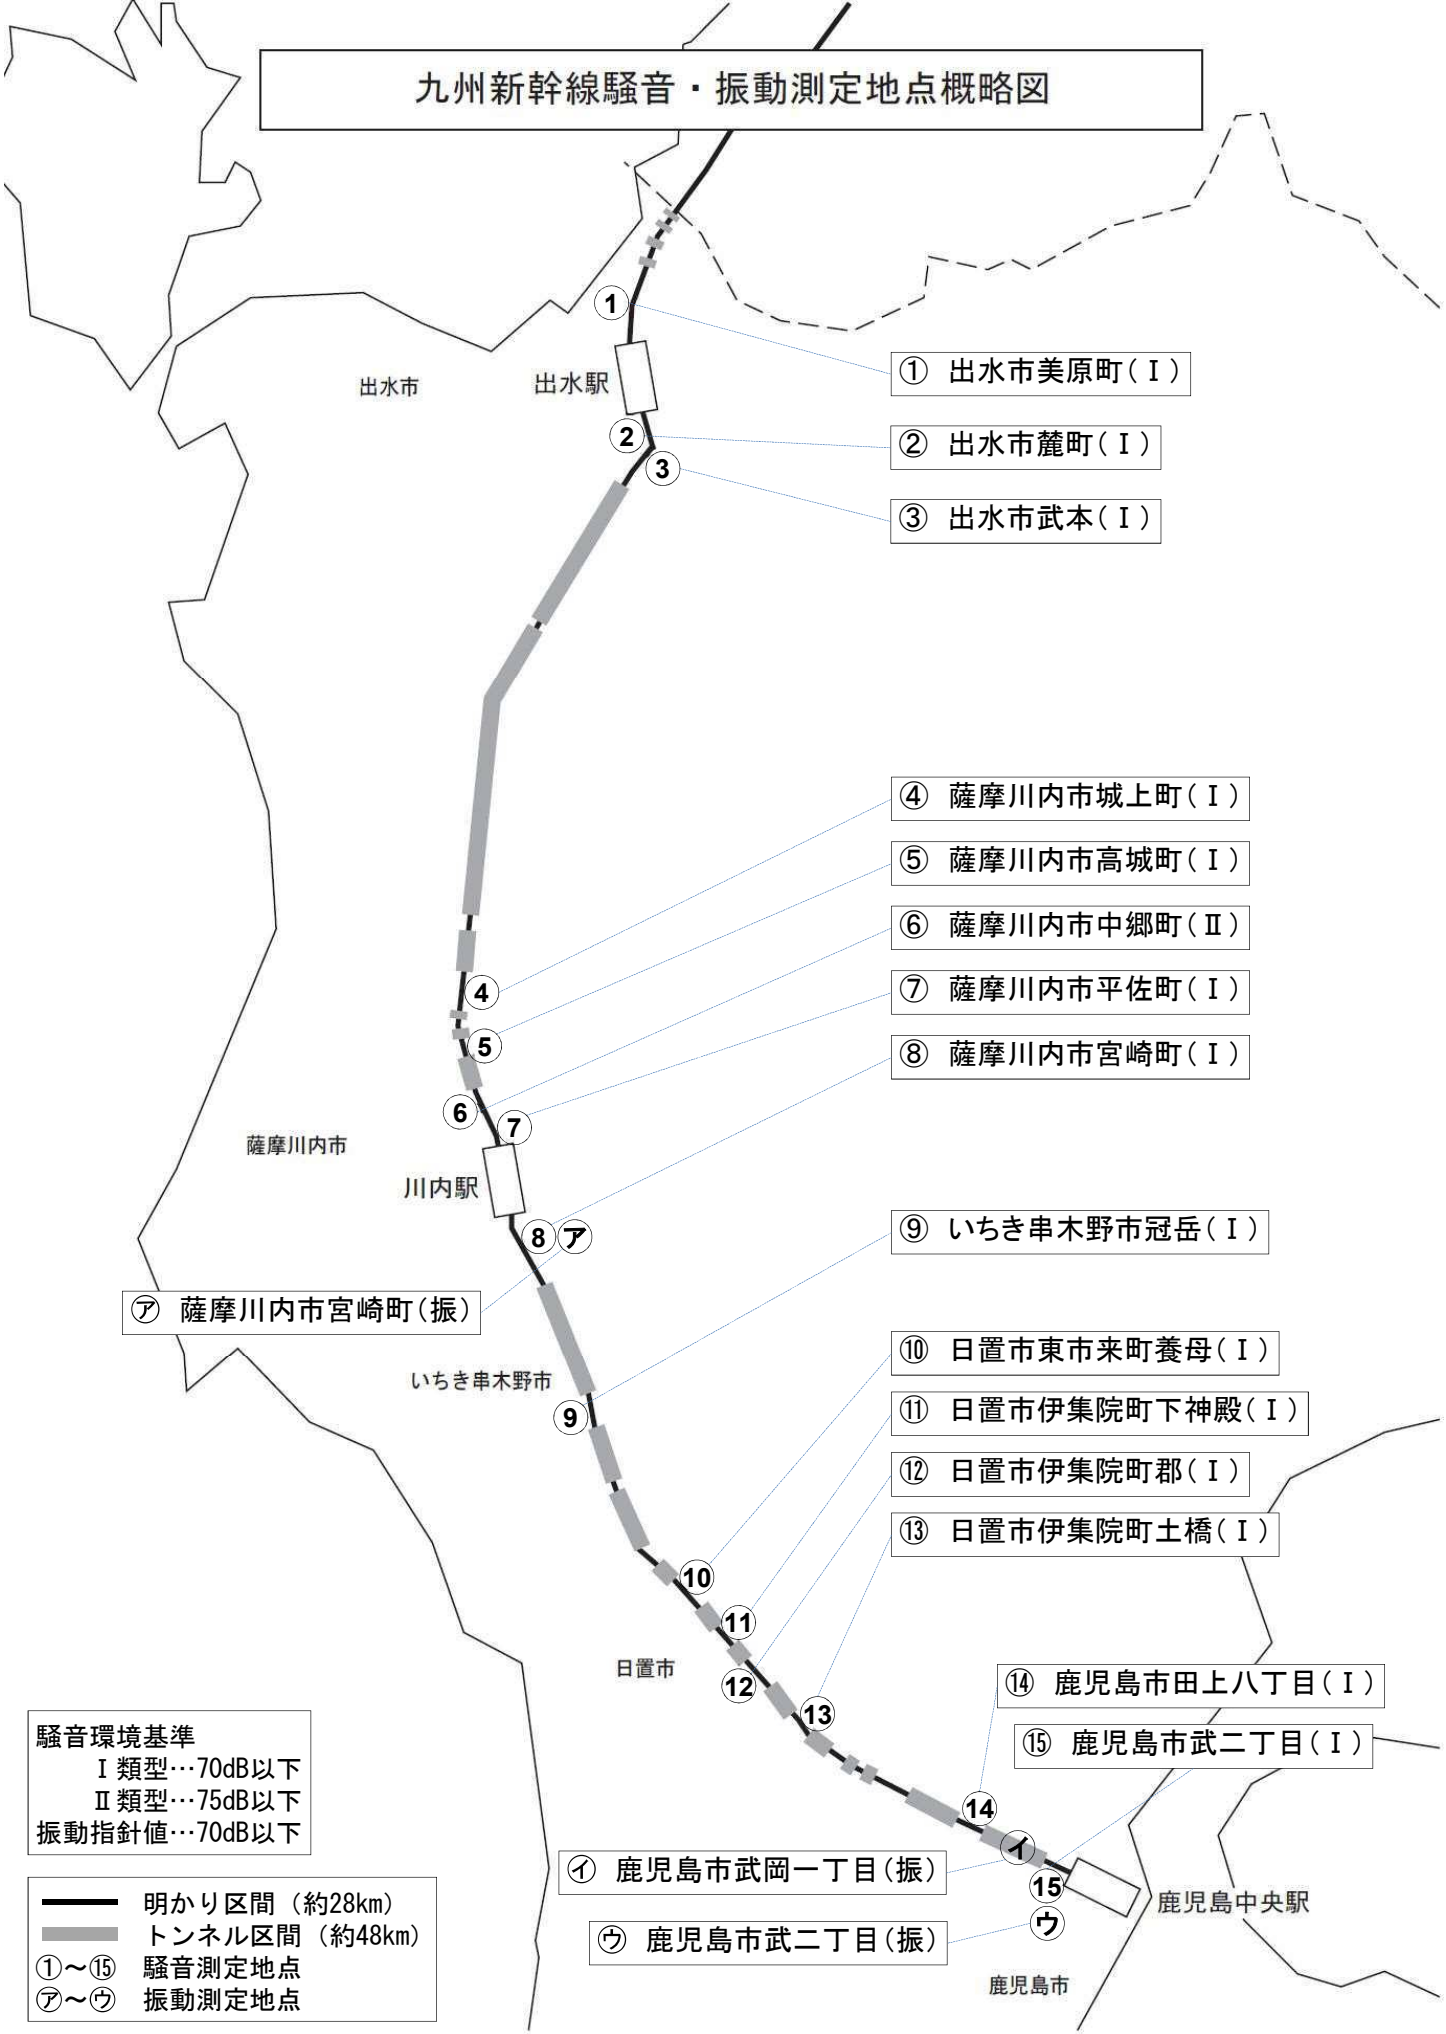 九州新幹線騒音・振動測定地点概略図
1
① 出水市美原町(Ⅰ)
出水市
出水駅
2
② 出水市麓町(Ⅰ)
3
③ 出水市武本(Ⅰ)
④ 薩摩川内市城上町(Ⅰ)
⑤ 薩摩川内市高城町(Ⅰ)
⑥ 薩摩川内市中郷町(Ⅱ)
⑦ 薩摩川内市平佐町(Ⅰ)
⑧ 薩摩川内市宮崎町(Ⅰ)
4
5
6
7
薩摩川内市
川内駅
8 ア
⑨ いちき串木野市冠岳(Ⅰ)
㋐ 薩摩川内市宮崎町(振)
いちき串木野市
9
⑩ 日置市東市来町養母(Ⅰ)
⑪ 日置市伊集院町下神殿(Ⅰ)
⑫ 日置市伊集院町郡(Ⅰ)
⑬ 日置市伊集院町土橋(Ⅰ)
10
11
日置市
12
13
⑭ 鹿児島市田上八丁目(Ⅰ)
⑮ 鹿児島市武二丁目(Ⅰ)
14
イ
㋑ 鹿児島市武岡一丁目(振)
15
鹿児島中央駅
ウ
㋒ 鹿児島市武二丁目(振)
鹿児島市
騒音環境基準
Ⅰ類型…70dB以下
Ⅱ類型…75dB以下
振動指針値…70dB以下
明かり区間（約28km）
トンネル区間（約48km）
①～⑮ 騒音測定地点
㋐～㋒ 振動測定地点